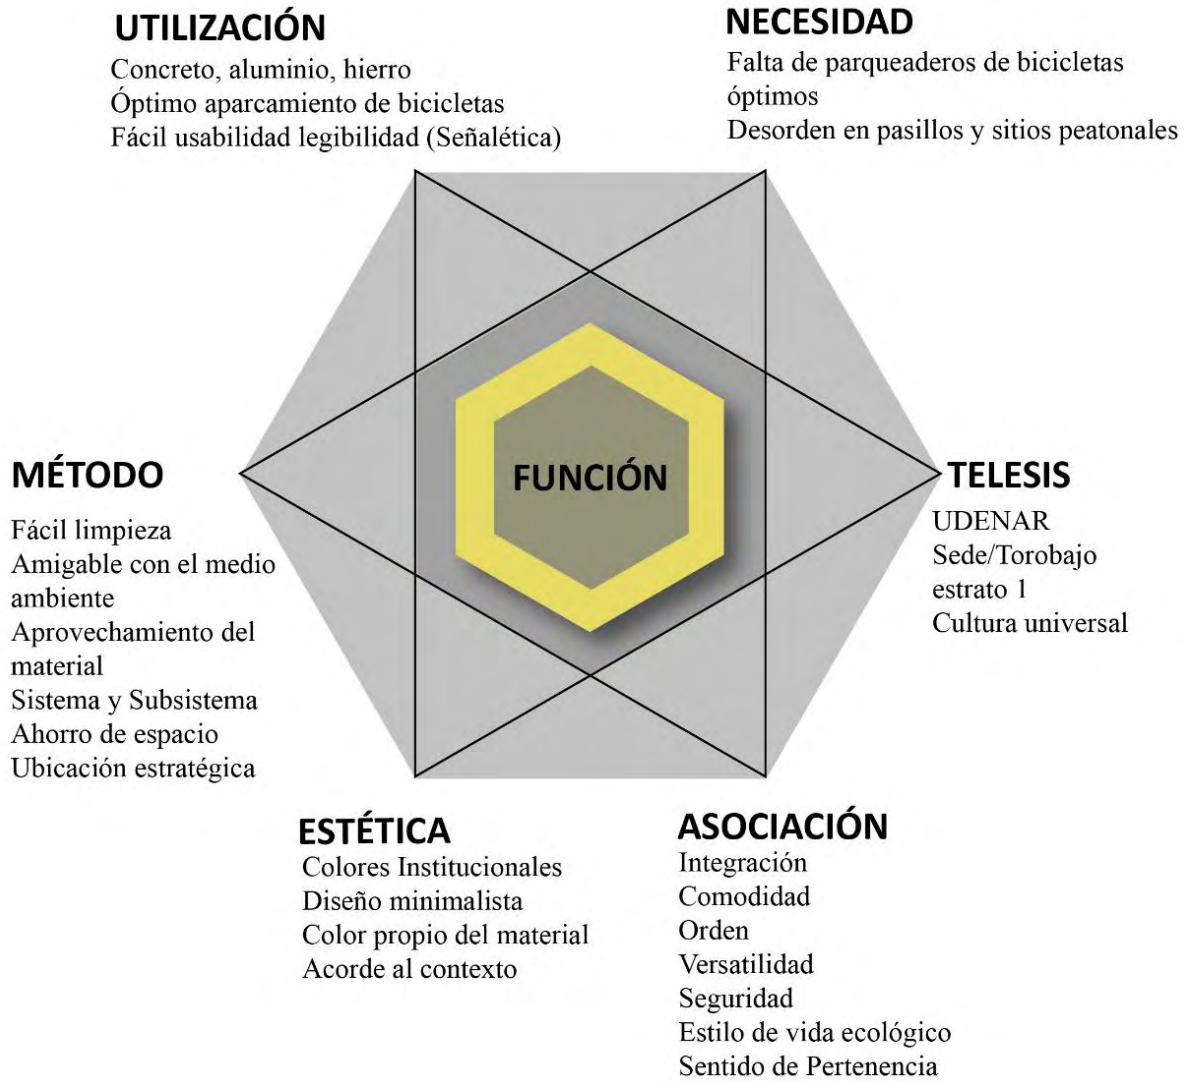 UTILIZACIÓN
Concreto, aluminio, hierro
Óptimo aparcamiento de bicicletas
Fácil usabilidad legibilidad (Señalética)
NECESIDAD
Falta de parqueaderos de bicicletas
óptimos
Desorden en pasillos y sitios peatonales
FUNCIÓN
MÉTODO
Fácil limpieza
Amigable con el medio
ambiente
Aprovechamiento del
material
Sistema y Subsistema
Ahorro de espacio
Ubicación estratégica
TELESIS
UDENAR
Sede/Torobajo
estrato 1
Cultura universal
ESTÉTICA
Colores Institucionales
Diseño minimalista
Color propio del material
Acorde al contexto
ASOCIACIÓN
Integración
Comodidad
Orden
Versatilidad
Seguridad
Estilo de vida ecológico
Sentido de Pertenencia